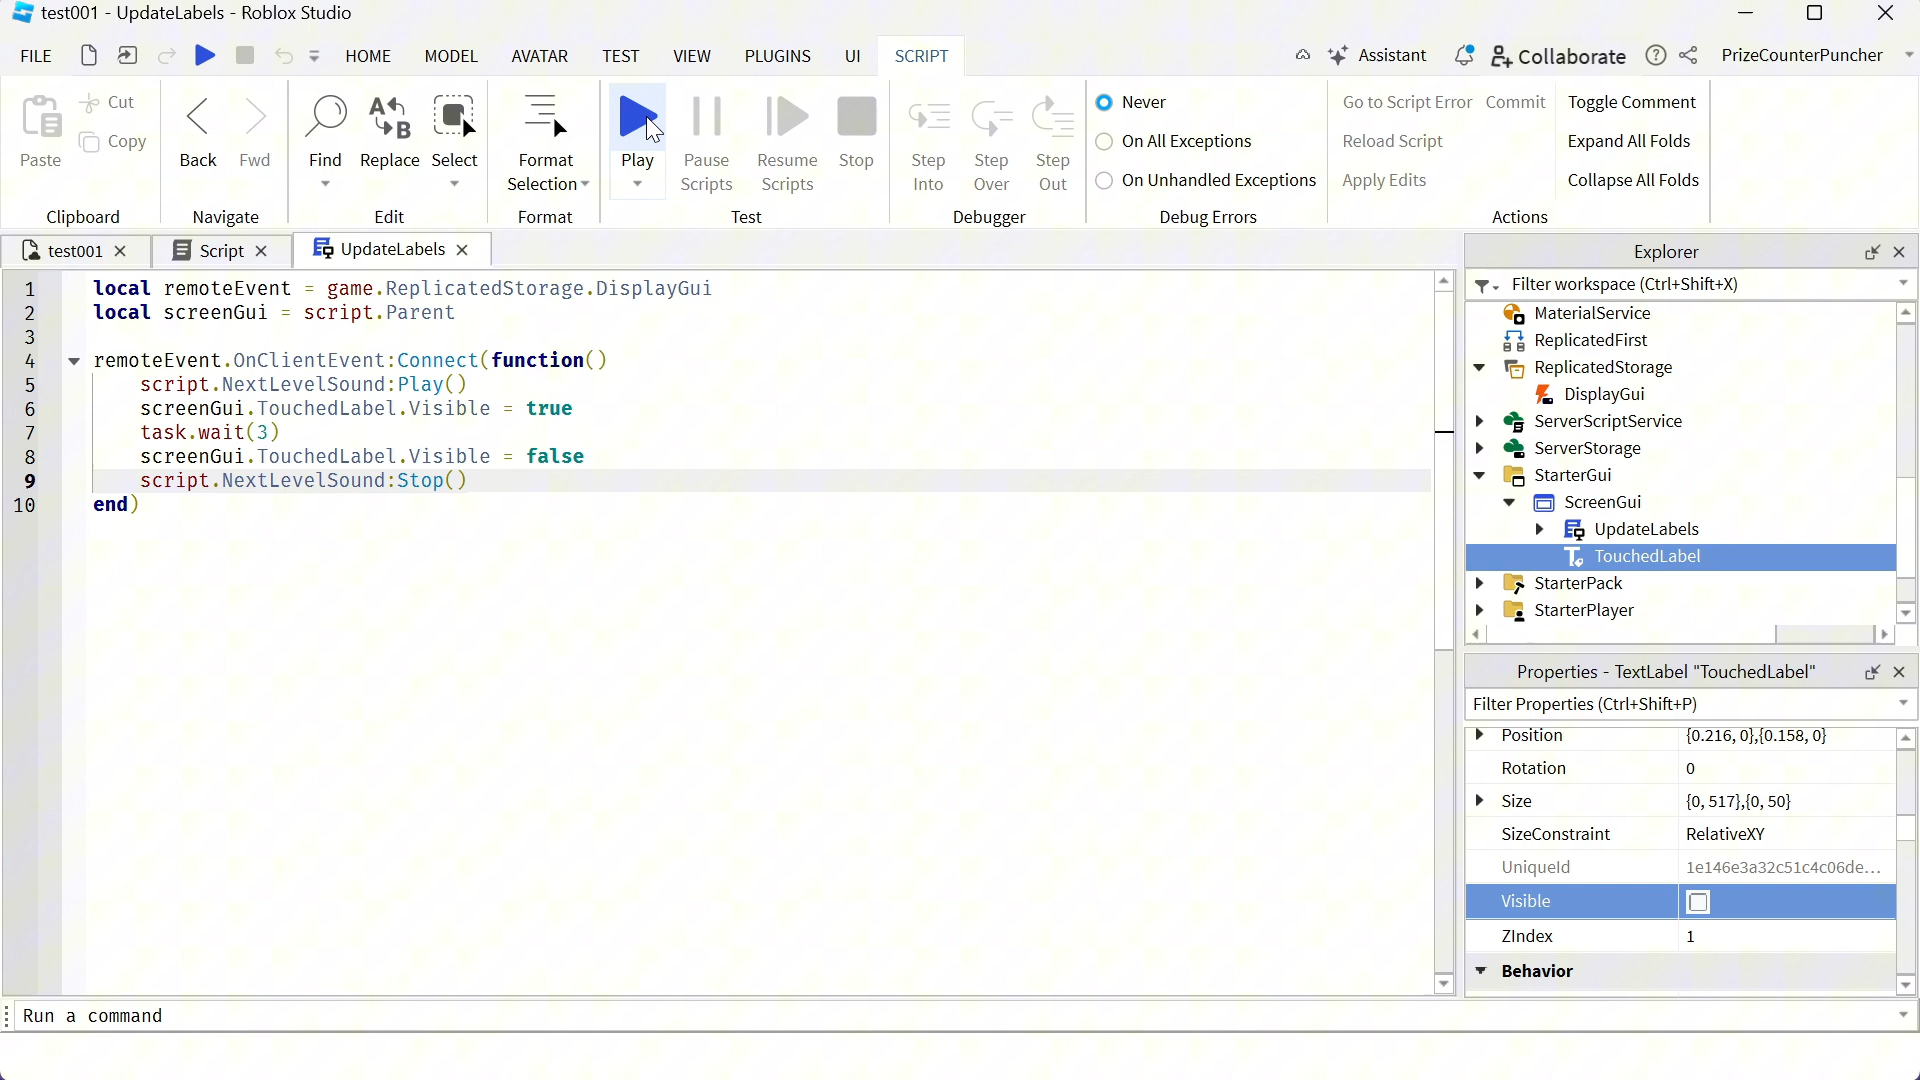 test001 - UpdateLabels - Roblox Studio
FILE HOME MODEL AVATAR TEST VIEW PLUGINS UI SCRIPT Assistant Collaborate PrizeCounterPuncher
Paste Cut Copy
Clipboard
Back Fwd
Navigate
Find Replace Select
Edit
Format Selection
Format
Play Pause Scripts Resume Scripts Stop
Test
Step Into Step Over Step Out
Debugger
Never
On All Exceptions
On Unhandled Exceptions
Debug Errors
Go to Script Error Commit Toggle Comment
Reload Script Expand All Folds
Apply Edits Collapse All Folds
Actions
test001 Script UpdateLabels
1 local remoteEvent = game.ReplicatedStorage.DisplayGui
2 local screenGui = script.Parent
3
4 remoteEvent.OnClientEvent:Connect(function()
5 script.NextLevelSound:Play()
6 screenGui.TouchedLabel.Visible = true
7 task.wait(3)
8 screenGui.TouchedLabel.Visible = false
9 script.NextLevelSound:Stop()
10 end)
Explorer
Filter workspace (Ctrl+Shift+X)
MaterialService
ReplicatedFirst
ReplicatedStorage
DisplayGui
ServerScriptService
ServerStorage
StarterGui
ScreenGui
UpdateLabels
TouchedLabel
StarterPack
StarterPlayer
Properties - TextLabel "TouchedLabel"
Filter Properties (Ctrl+Shift+P)
Position {0.216, 0},{0.158, 0}
Rotation 0
Size {0, 517},{0, 50}
SizeConstraint RelativeXY
UniqueId 1e146e3a32c51c4c06de...
Visible
ZIndex 1
Behavior
Run a command